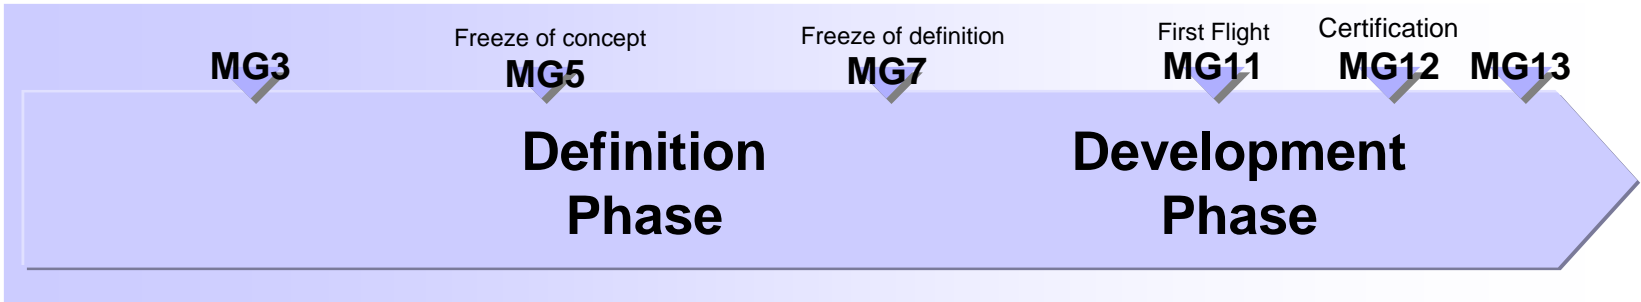 MG3
Freeze of concept
MG5
Freeze of definition
MG7
First Flight
MG11
Certification
MG12
MG13
Definition
Phase
Development
Phase